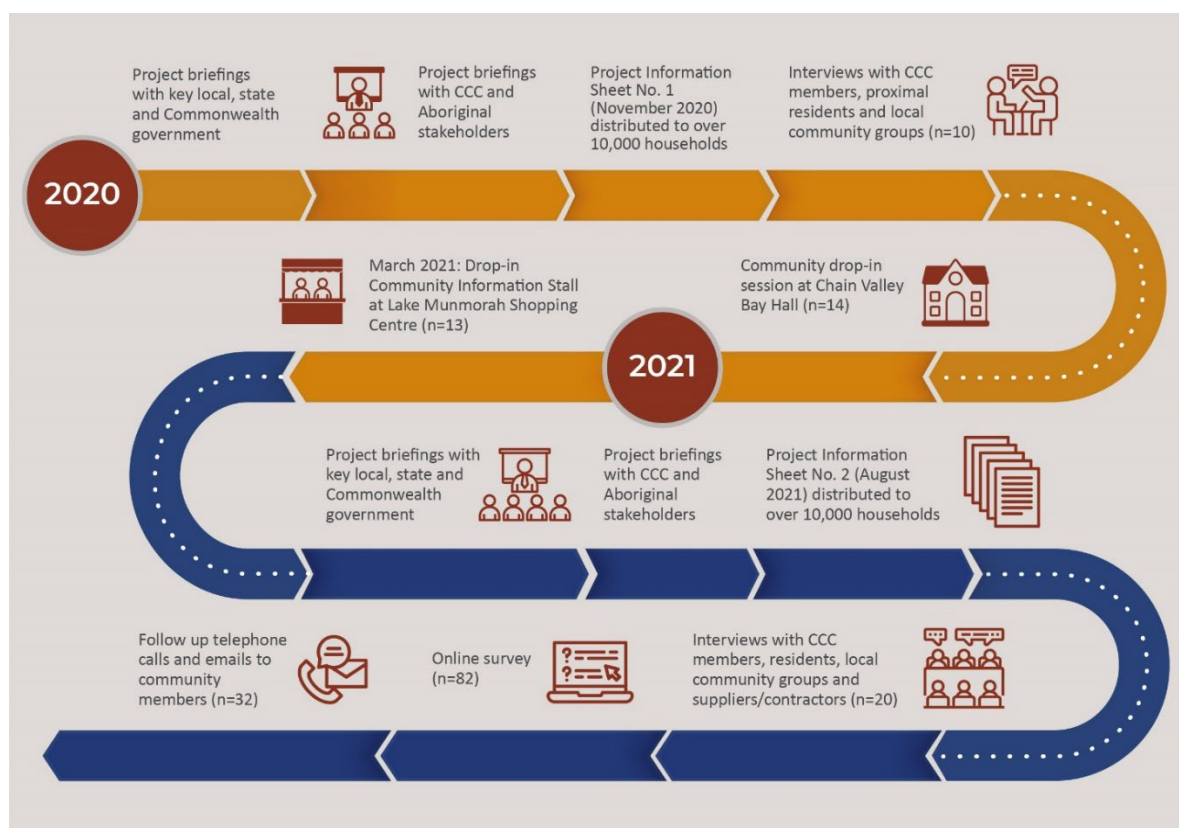 Project briefings
with key local, state
and Commonwealth
government
Project briefings
with CCC and
Aboriginal
stakeholders
Project Information
Sheet No. 1
(November 2020)
distributed to over
10,000 households
Interviews with CCC
members, proximal
residents and local
community groups (n=10)
2020
March 2021: Drop-in
Community Information Stall
at Lake Munmorah Shopping
Centre (n=13)
Community drop-in
session at Chain Valley
Bay Hall (n=14)
2021
Project briefings with
key local, state and
Commonwealth
government
Project briefings
with CCC and
Aboriginal
stakeholders
Project Information
Sheet No. 2 (August
2021) distributed to
over 10,000 households
Follow up telephone
calls and emails to
community
members (n=32)
Online survey
(n=82)
Interviews with CCC
members, residents, local
community groups and
suppliers/contractors (n=20)